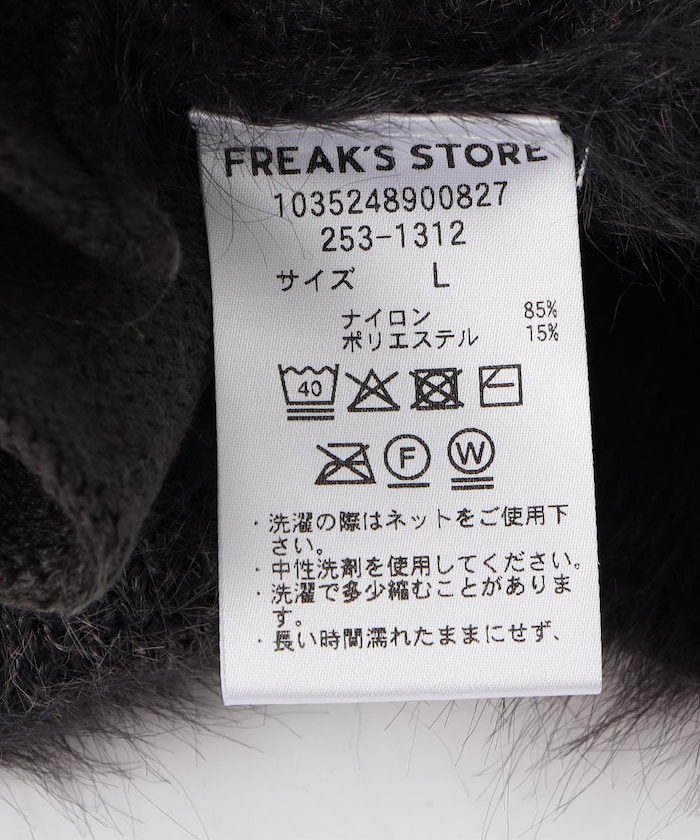 FREAK'S STORE
1035248900827
253-1312
サイズ L
ナイロン 85%
ポリエステル 15%
40
F W
・洗濯の際はネットをご使用下
さい。
・中性洗剤を使用してください。
・洗濯で多少縮むことがありま
す。
・長い時間濡れたままにせず、